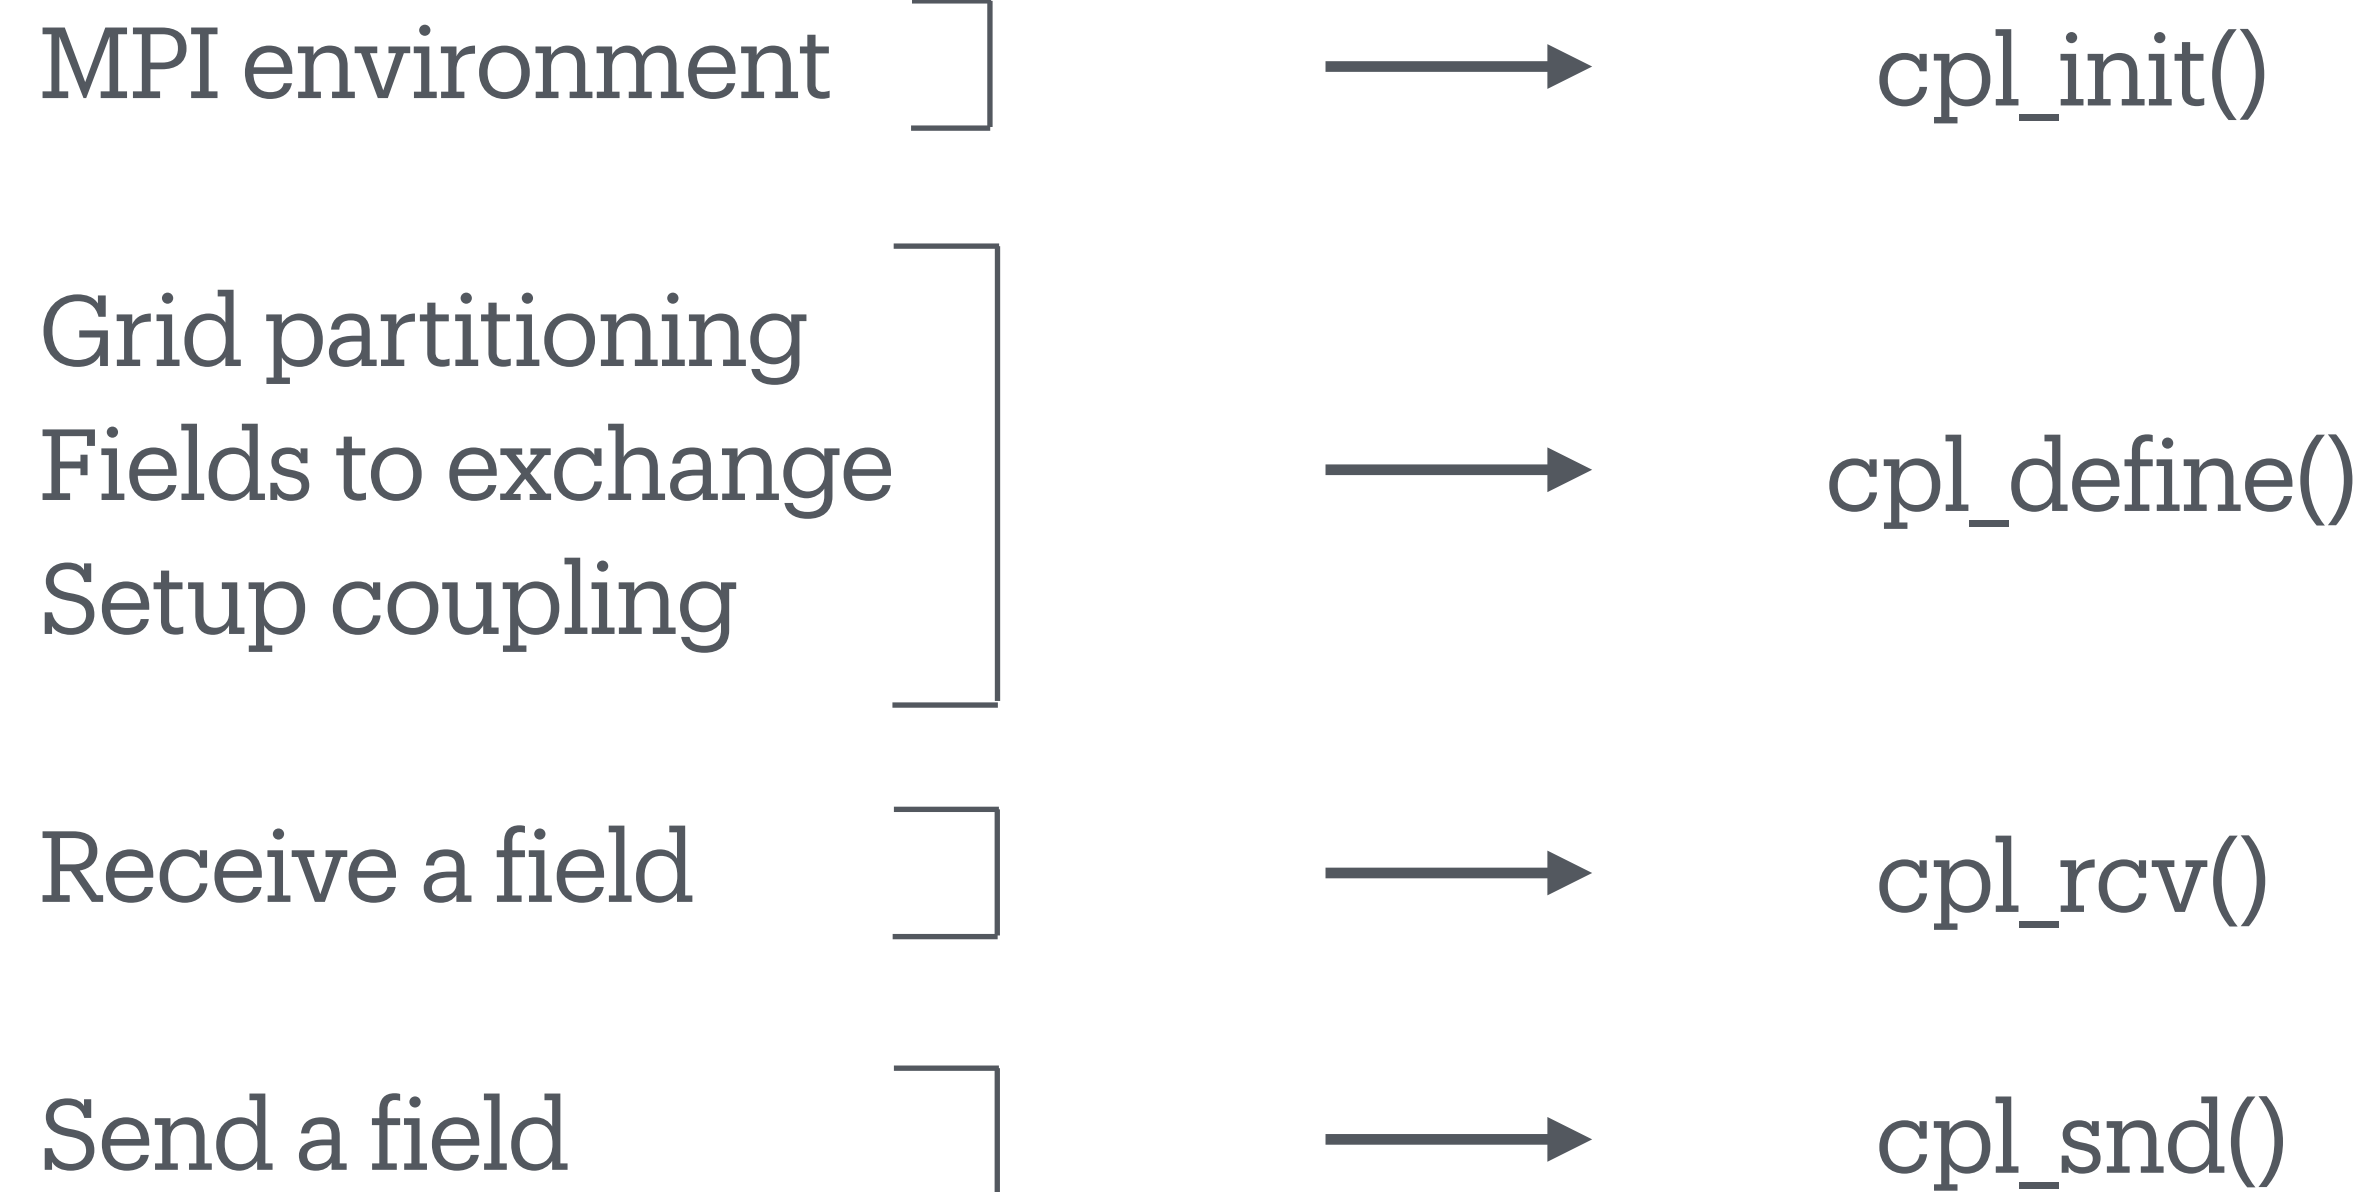 MPI environment
cpl_init()
Grid partitioning
Fields to exchange
cpl_define()
Setup coupling
Receive a field
cpl_rcv()
Send a field
cpl_snd()